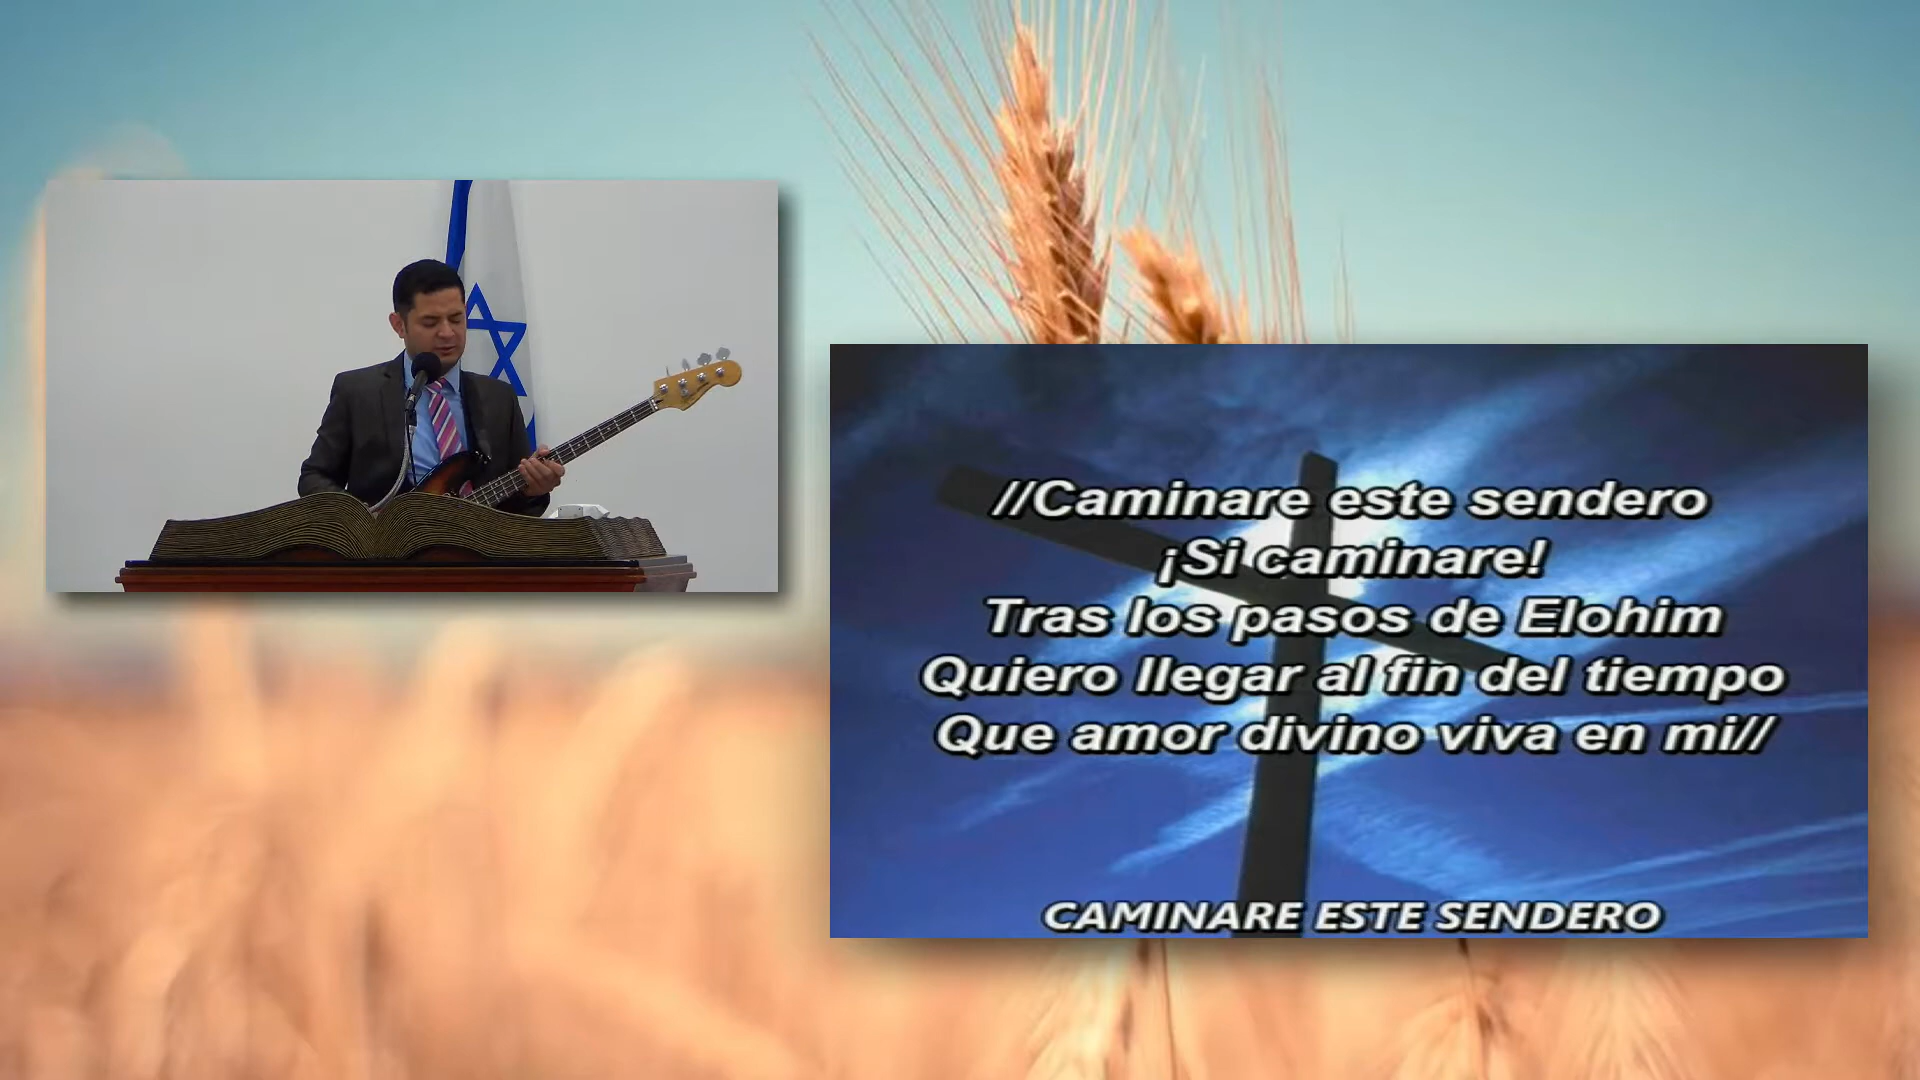 //Caminare este sendero
¡Si caminare!
Tras los pasos de Elohim
Quiero llegar al fin del tiempo
Que amor divino viva en mi//
CAMINARE ESTE SENDERO